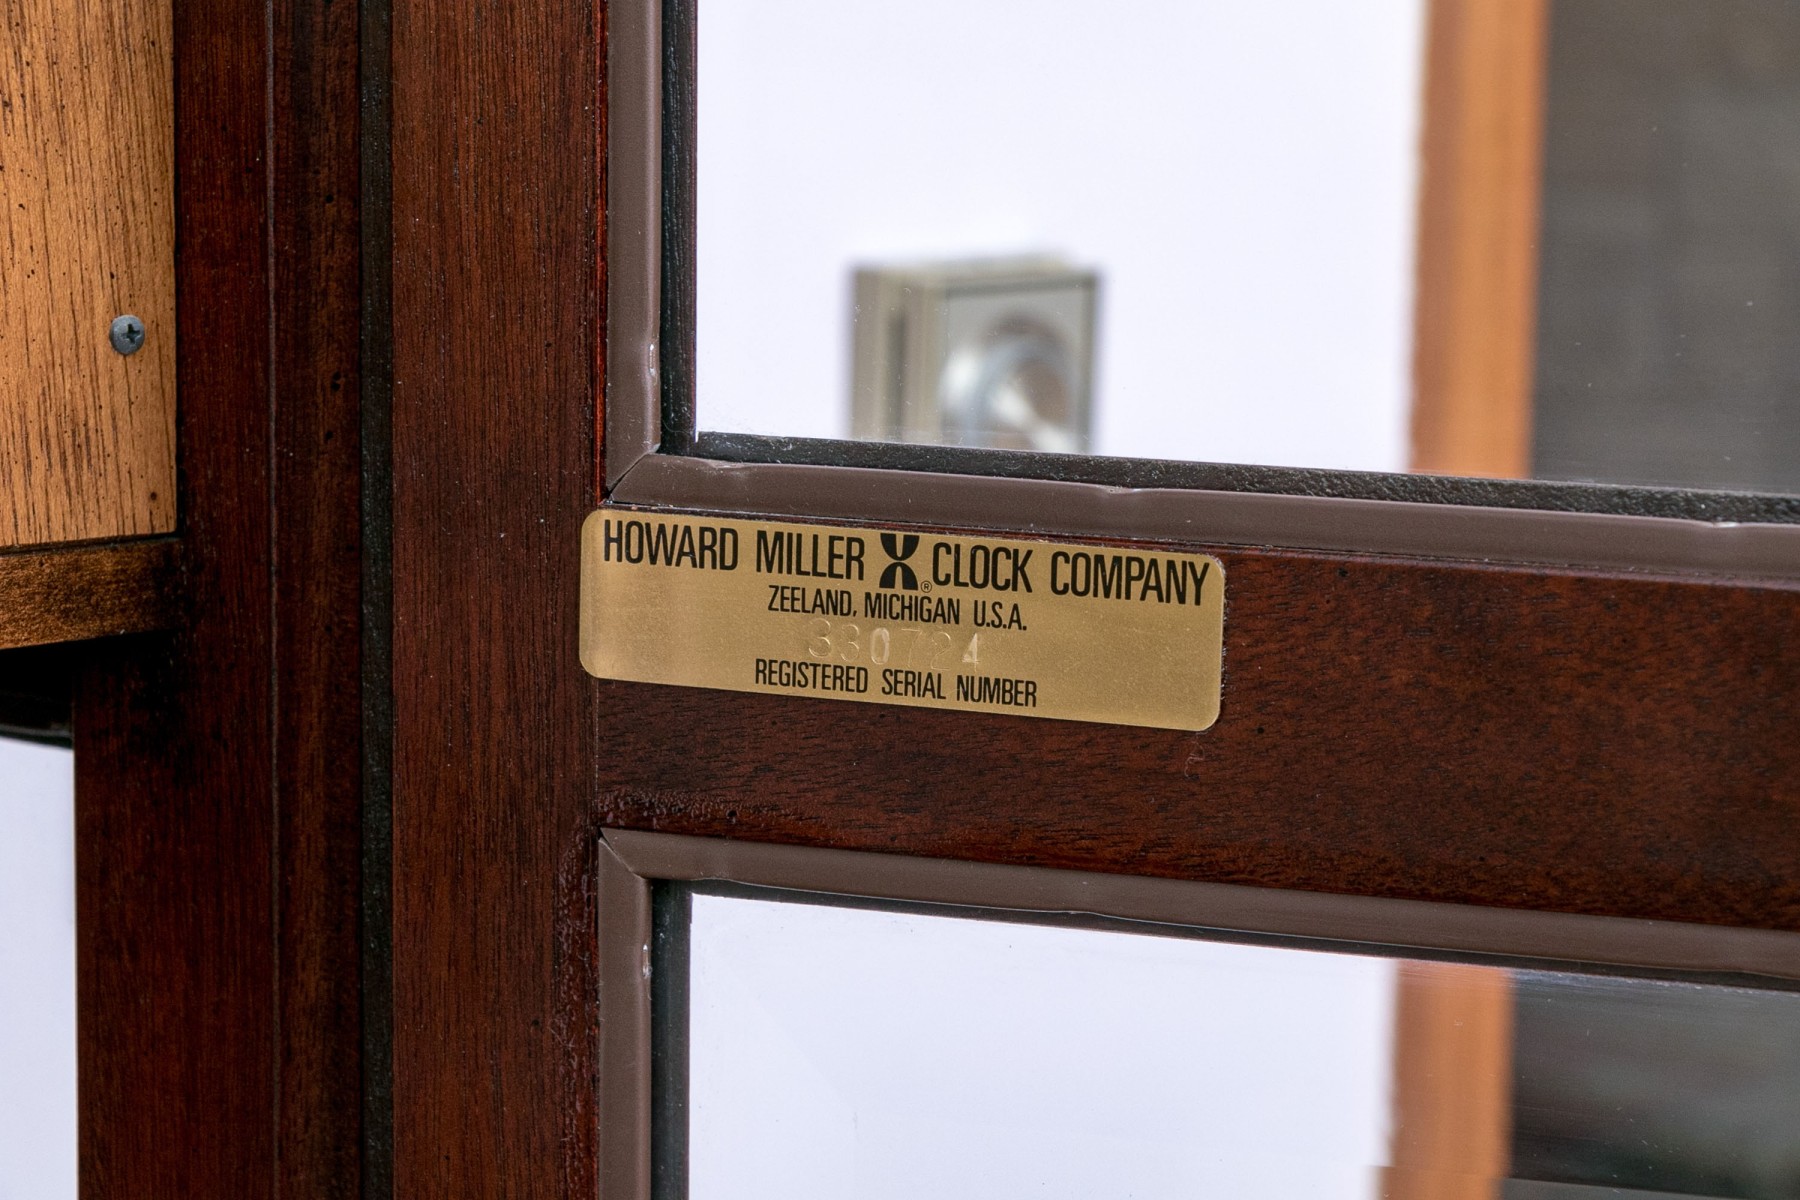 HOWARD MILLER ® CLOCK COMPANY
ZEELAND, MICHIGAN U.S.A.
330724
REGISTERED SERIAL NUMBER